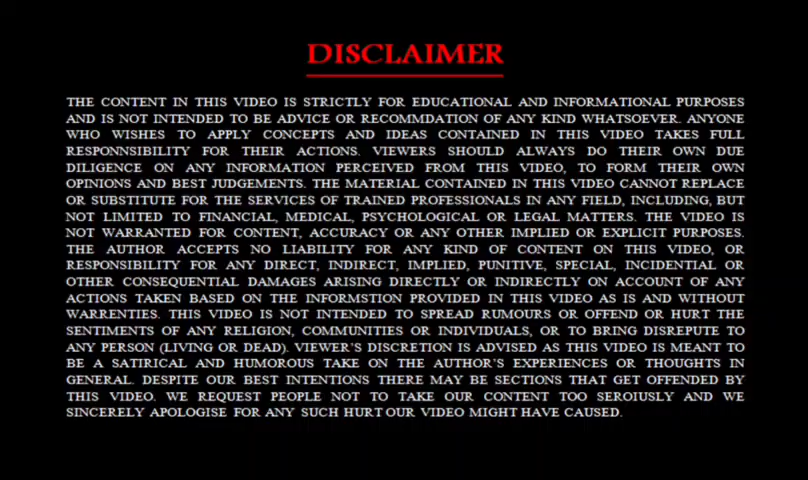 DISCLAIMER
THE CONTENT IN THIS VIDEO IS STRICTLY FOR EDUCATIONAL AND INFORMATIONAL PURPOSES
AND IS NOT INTENDED TO BE ADVICE OR RECOMMDATION OF ANY KIND WHATSOEVER. ANYONE
WHO WISHES TO APPLY CONCEPTS AND IDEAS CONTAINED IN THIS VIDEO TAKES FULL
RESPONNSIBILITY FOR THEIR ACTIONS. VIEWERS SHOULD ALWAYS DO THEIR OWN DUE
DILIGENCE ON ANY INFORMATION PERCEIVED FROM THIS VIDEO, TO FORM THEIR OWN
OPINIONS AND BEST JUDGEMENTS. THE MATERIAL CONTAINED IN THIS VIDEO CANNOT REPLACE
OR SUBSTITUTE FOR THE SERVICES OF TRAINED PROFESSIONALS IN ANY FIELD, INCLUDING, BUT
NOT LIMITED TO FINANCIAL, MEDICAL, PSYCHOLOGICAL OR LEGAL MATTERS. THE VIDEO IS
NOT WARRANTED FOR CONTENT, ACCURACY OR ANY OTHER IMPLIED OR EXPLICIT PURPOSES.
THE AUTHOR ACCEPTS NO LIABILITY FOR ANY KIND OF CONTENT ON THIS VIDEO, OR
RESPONSIBILITY FOR ANY DIRECT, INDIRECT, IMPLIED, PUNITIVE, SPECIAL, INCIDENTAL OR
OTHER CONSEQUENTIAL DAMAGES ARISING DIRECTLY OR INDIRECTLY ON ACCOUNT OF ANY
ACTIONS TAKEN BASED ON THE INFORMSTION PROVIDED IN THIS VIDEO AS IS AND WITHOUT
WARRENTIES. THIS VIDEO IS NOT INTENDED TO SPREAD RUMOURS OR OFFEND OR HURT THE
SENTIMENTS OF ANY RELIGION, COMMUNITIES OR INDIVIDUALS, OR TO BRING DISREPUTE TO
ANY PERSON (LIVING OR DEAD). VIEWER'S DISCRETION IS ADVISED AS THIS VIDEO IS MEANT TO
BE A SATIRICAL AND HUMOROUS TAKE ON THE AUTHOR'S EXPERIENCES OR THOUGHTS IN
GENERAL. DESPITE OUR BEST INTENTIONS THERE MAY BE SECTIONS THAT GET OFFENDED BY
THIS VIDEO. WE REQUEST PEOPLE NOT TO TAKE OUR CONTENT TOO SEROIUSLY AND WE
SINCERELY APOLOGISE FOR ANY SUCH HURT OUR VIDEO MIGHT HAVE CAUSED.